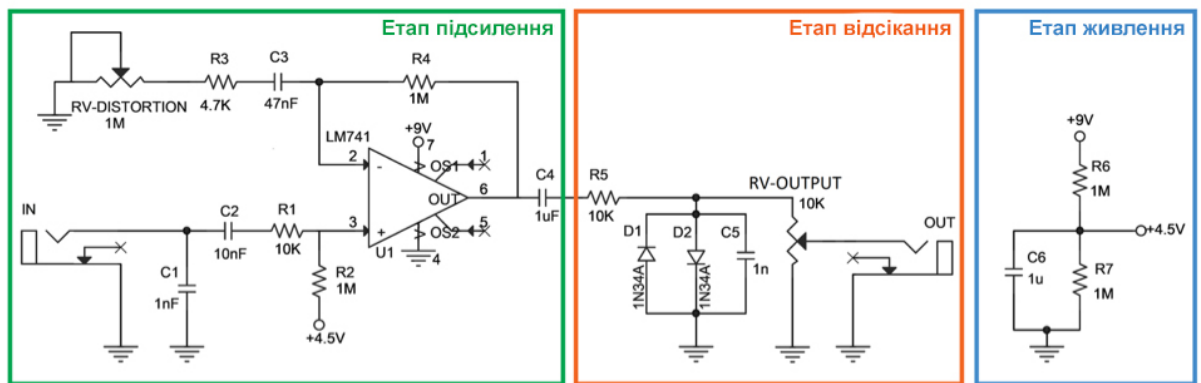 Етап підсилення
R3
C3
R4
RV-DISTORTION
1M
4.7K
47nF
1M
LM741
+9V
7
2
-
OS1
1
OUT
6
C4
1uF
3
+
OS2
5
U1
4
IN
C2
10nF
R1
10K
C1
1nF
R2
1M
+4.5V
Етап відсікання
R5
10K
RV-OUTPUT
10K
D1
1N34A
D2
1N34A
C5
1n
OUT
Етап живлення
+9V
R6
1M
+4.5V
C6
1u
R7
1M